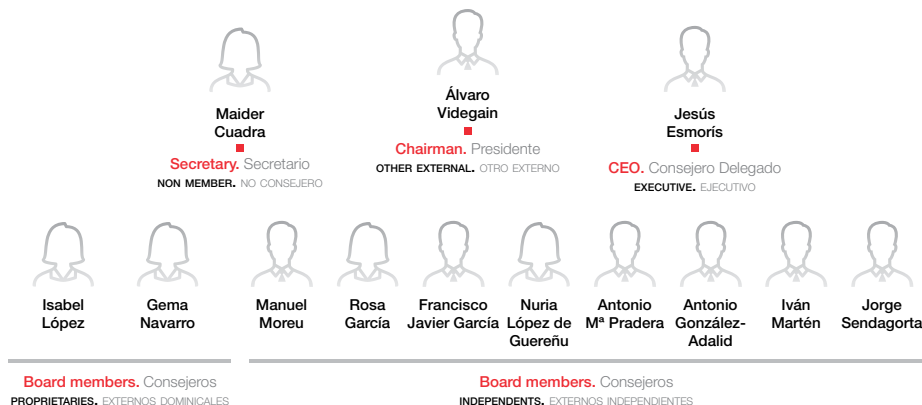 Maider
Cuadra
Secretary. Secretario
NON MEMBER. NO CONSEJERO
Álvaro
Videgain
Chairman. Presidente
OTHER EXTERNAL. OTRO EXTERNO
Jesús
Esmorís
CEO. Consejero Delegado
EXECUTIVE. EJECUTIVO
Isabel
López
Gema
Navarro
Manuel
Moreu
Rosa
García
Francisco
Javier García
Nuria
López de
Guereñu
Antonio
Mª Pradera
Antonio
González-
Adalid
Iván
Martén
Jorge
Sendagorta
Board members. Consejeros
PROPRIETARIES. EXTERNOS DOMINICALES
Board members. Consejeros
INDEPENDENTS. EXTERNOS INDEPENDIENTES